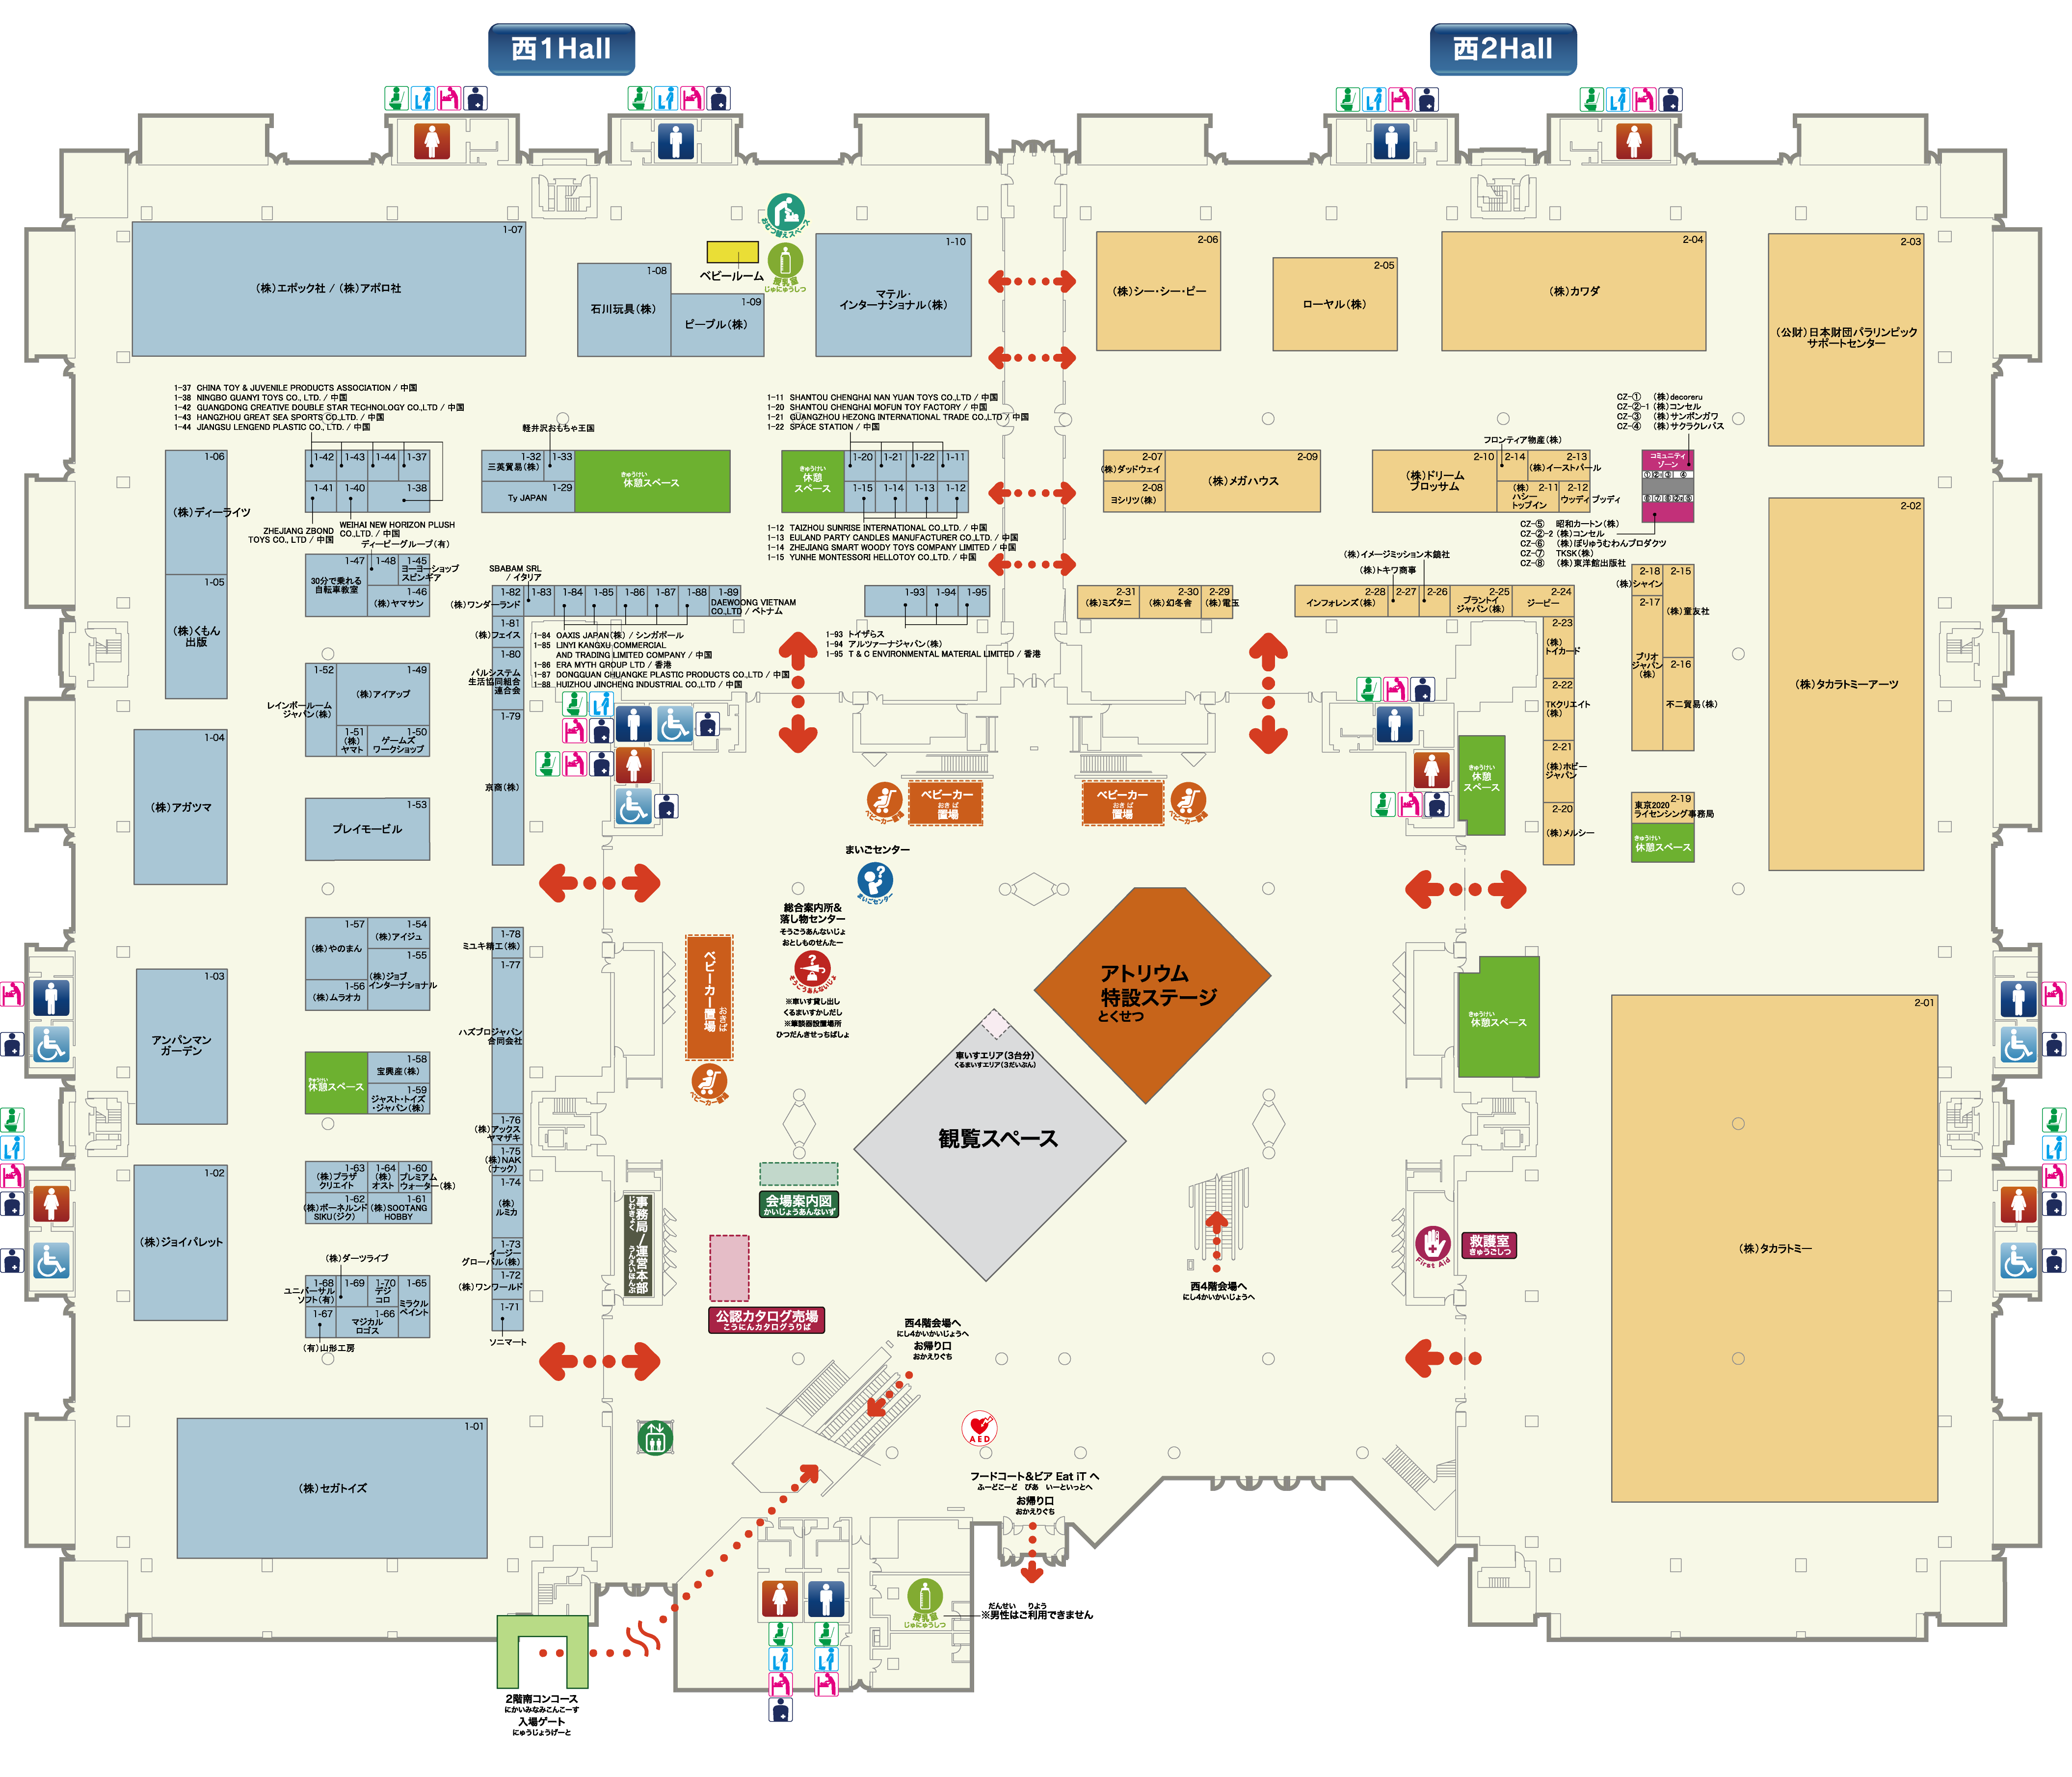 西1Hall
西2Hall
1-07
(株)エポック社 / (株)アポロ社
1-08
石川玩具(株)
1-09
ピープル(株)
ベビールーム
おむつ替えスペース
授乳室
じゅにゅうしつ
1-10
マテル・
インターナショナル(株)
2-06
(株)シー・シー・ピー
2-05
ローヤル(株)
2-04
(株)カワダ
2-03
(公財)日本財団パラリンピック
サポートセンター
1-37 CHINA TOY & JUVENILE PRODUCTS ASSOCIATION / 中国
1-38 NINGBO GUANYI TOYS CO., LTD. / 中国
1-42 GUANGDONG CREATIVE DOUBLE STAR TECHNOLOGY CO.,LTD / 中国
1-43 HANGZHOU GREAT SEA SPORTS CO.,LTD. / 中国
1-44 JIANGSU LENGEND PLASTIC CO., LTD. / 中国
1-06
(株)ディーライツ
1-42
1-43
1-44
1-37
1-41
1-40
1-38
ZHEJIANG ZBOND
TOYS CO., LTD / 中国
WEIHAI NEW HORIZON PLUSH
CO.,LTD. / 中国
軽井沢おもちゃ王国
1-32
三英貿易(株)
1-33
1-29
Ty JAPAN
きゅうけい
休憩スペース
1-11 SHANTOU CHENGHAI NAN YUAN TOYS CO.,LTD / 中国
1-20 SHANTOU CHENGHAI MOFUN TOY FACTORY / 中国
1-21 GUANGZHOU HEZONG INTERNATIONAL TRADE CO.,LTD / 中国
1-22 SPACE STATION / 中国
きゅうけい
休憩
スペース
1-20
1-21
1-22
1-11
1-15
1-14
1-13
1-12
1-12 TAIZHOU SUNRISE INTERNATIONAL CO.,LTD. / 中国
1-13 EULAND PARTY CANDLES MANUFACTURER CO.,LTD. / 中国
1-14 ZHEJIANG SMART WOODY TOYS COMPANY LIMITED / 中国
1-15 YUNHE MONTESSORI HELLOTOY CO.,LTD. / 中国
2-07
(株)ダッドウェイ
2-08
ヨシリツ(株)
2-09
(株)メガハウス
フロンティア物産(株)
2-10
(株)ドリーム
ブロッサム
2-14
2-13
(株)イーストパール
2-11
(株)
ハシー
トップイン
2-12
ウッディプッディ
CZ-① (株)decoreru
CZ-②-1 (株)コンセル
CZ-③ (株)サンポンガワ
CZ-④ (株)サクラクレパス
コミュニティ
ゾーン
CZ-⑤ 昭和カートン(株)
CZ-②-2 (株)コンセル
CZ-⑥ (株)ぽりゅうむわんプロダクツ
CZ-⑦ TKSK(株)
CZ-⑧ (株)東洋館出版社
2-02
(株)タカラトミーアーツ
1-05
(株)くもん
出版
ディーピーグループ(有)
1-47
30分で乗れる
自転車教室
1-48
1-45
ヨーヨーショップ
スピンギア
1-46
(株)ヤマサン
SBABAM SRL
/ イタリア
1-82
(株)ワンダーランド
1-83
1-84
1-85
1-86
1-87
1-88
1-89
DAEWOONG VIETNAM
CO.,LTD / ベトナム
1-81
(株)フェイス
1-80
パルシステム
生活協同組合
連合会
1-84 OAXIS JAPAN(株) / シンガポール
1-85 LINYI KANGXU COMMERCIAL
AND TRADING LIMITED COMPANY / 中国
1-86 ERA MYTH GROUP LTD / 香港
1-87 DONGGUAN CHUANGKE PLASTIC PRODUCTS CO.,LTD / 中国
1-88 HUIZHOU JINCHENG INDUSTRIAL CO.,LTD / 中国
1-93
1-94
1-95
1-93 トイザらス
1-94 アルツァーナジャパン(株)
1-95 T & C ENVIRONMENTAL MATERIAL LIMITED / 香港
2-31
(株)ミズタニ
2-30
(株)幻冬舎
2-29
(株)電玉
(株)イメージミッション木鏡社
(株)トキワ商事
2-28
インフォレンズ(株)
2-27
2-26
2-25
プラントイ
ジャパン(株)
2-24
ジーピー
2-18
(株)シャイン
2-15
(株)童友社
2-17
ブリオ
ジャパン
(株)
2-16
不二貿易(株)
2-23
(株)
トイカード
2-22
TKクリエイト
(株)
2-21
(株)ホビー
ジャパン
2-20
(株)メルシー
2-19
東京2020
ライセンシング事務局
きゅうけい
休憩スペース
きゅうけい
休憩
スペース
1-52
レインボールーム
ジャパン(株)
1-49
(株)アイアップ
1-51
(株)
ヤマト
1-50
ゲームズ
ワークショップ
1-79
京商(株)
1-04
(株)アガツマ
1-53
プレイモービル
ベビーカー置場
ベビーカー
おきば
置場
ベビーカー
おきば
置場
ベビーカー置場
まいごセンター
まいごセンター
総合案内所&
落し物センター
そうごうあんないじょ
おとしものせんたー
そうごうあんないじょ
※車いす貸し出し
くるまいすかしだし
※筆談器設置場所
ひつだんきせっちばしょ
ベビーカー置場
おきば
ベビーカー置場
アトリウム
特設ステージ
とくせつ
車いすエリア(3台分)
くるまいすエリア(3だいぶん)
観覧スペース
きゅうけい
休憩スペース
2-01
(株)タカラトミー
1-57
(株)やのまん
1-54
(株)アイジュ
1-55
(株)ジョブ
インターナショナル
1-56
(株)ムラオカ
1-78
ミユキ精工(株)
1-77
ハズブロジャパン
合同会社
1-03
アンパンマン
ガーデン
きゅうけい
休憩スペース
1-58
宝興産(株)
1-59
ジャスト・トイズ
・ジャパン(株)
1-76
(株)アックス
ヤマザキ
1-75
(株)NAK
(ナック)
1-74
(株)
ルミカ
1-73
イージー
グローバル(株)
1-72
(株)ワンワールド
1-71
ソニマート
1-02
(株)ジョイパレット
1-63
(株)プラザ
クリエイト
1-64
(株)
オスト
1-60
プレミアム
ウォーター(株)
1-62
(株)ボーネルンド
SIKU(ジク)
1-61
(株)SOOTANG
HOBBY
(株)ダーツライブ
1-68
ユニバーサル
ソフト(有)
1-69
1-70
デジ
コロ
1-65
ミラクル
ペイント
1-67
1-66
マジカル
ロゴス
(有)山形工房
事務局/運営本部
じむきょく うんえいほんぶ
会場案内図
かいじょうあんないず
公認カタログ売場
こうにんカタログうりば
西4階会場へ
にし4かいかいじょうへ
First Aid
救護室
きゅうごしつ
西4階会場へ
にし4かいかいじょうへ
お帰り口
おかえりぐち
AED
1-01
(株)セガトイズ
フードコート&ピア Eat iT へ
ふーどこーど ぴあ いーといっとへ
お帰り口
おかえりぐち
授乳室
じゅにゅうしつ
だんせい りよう
※男性はご利用できません
2階南コンコース
にかいみなみこんこーす
入場ゲート
にゅうじょうげーと